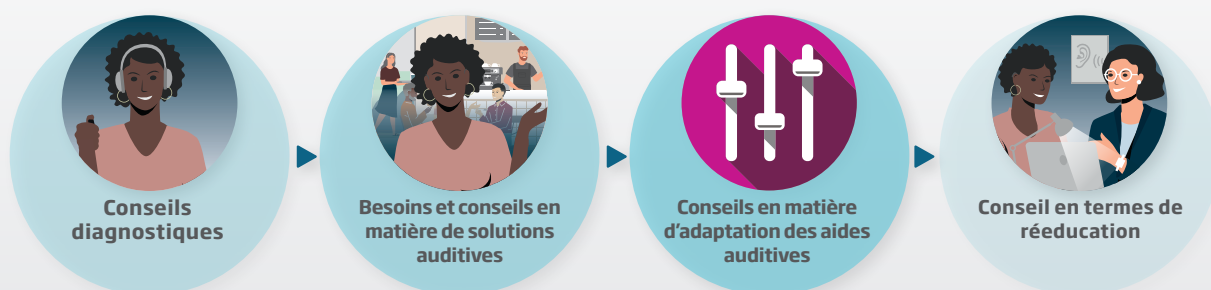 Conseils
diagnostiques
Besoins et conseils en
matière de solutions
auditives
Conseils en matière
d'adaptation des aides
auditives
Conseil en termes de
réeducation